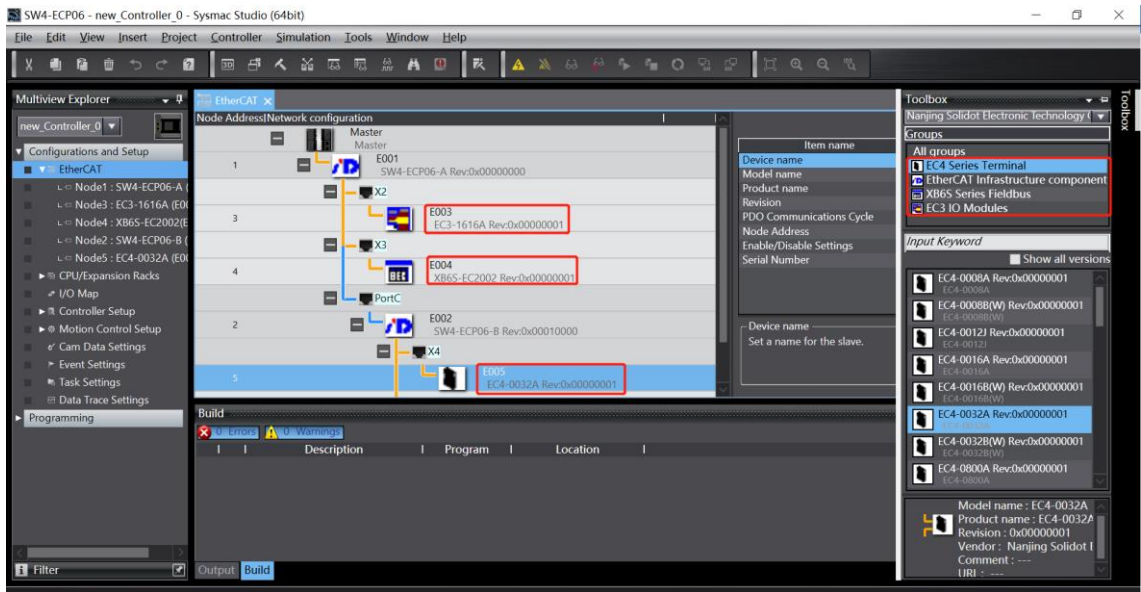 SW4-ECP06 - new_Controller_0 - Sysmac Studio (64bit)
File Edit View Insert Project Controller Simulation Tools Window Help
Multiview Explorer
new_Controller_0
Configurations and Setup
EtherCAT
Node1 : SW4-ECP06-A (
Node3 : EC3-1616A (E00
Node4 : XB6S-EC2002(E
Node2 : SW4-ECP06-B (
Node5 : EC4-0032A (E00
CPU/Expansion Racks
I/O Map
Controller Setup
Motion Control Setup
Cam Data Settings
Event Settings
Task Settings
Data Trace Settings
Programming
Filter
EtherCAT
Node Address|Network configuration
Master
Master
1
E001
SW4-ECP06-A Rev:0x00000000
X2
3
E003
EC3-1616A Rev:0x00000001
X3
4
E004
XB6S-EC2002 Rev:0x00000001
PortC
2
E002
SW4-ECP06-B Rev:0x00010000
X4
5
E005
EC4-0032A Rev:0x00000001
Item name
Device name
Model name
Product name
Revision
PDO Communications Cycle
Node Address
Enable/Disable Settings
Serial Number
Device name
Set a name for the slave.
Build
0 Errors 0 Warnings
Description Program Location
Output Build
Toolbox
Nanjing Solidot Electronic Technology (
Groups
All groups
EC4 Series Terminal
EtherCAT Infrastructure component
XB6S Series Fieldbus
EC3 IO Modules
Input Keyword
Show all versions
EC4-0008A Rev:0x00000001
EC4-0008A
EC4-0008B(W) Rev:0x00000001
EC4-0008B(W)
EC4-0012J Rev:0x00000001
EC4-0012J
EC4-0016A Rev:0x00000001
EC4-0016A
EC4-0016B(W) Rev:0x00000001
EC4-0016B(W)
EC4-0032A Rev:0x00000001
EC4-0032A
EC4-0032B(W) Rev:0x00000001
EC4-0032B(W)
EC4-0800A Rev:0x00000001
EC4-0800A
Model name : EC4-0032A
Product name : EC4-0032A
Revision : 0x00000001
Vendor : Nanjing Solidot
Comment : ---
URL : ---
Toolbox